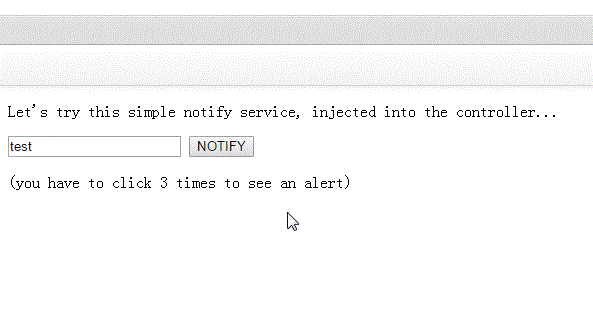 Let's try this simple notify service, injected into the controller...
test NOTIFY
(you have to click 3 times to see an alert)